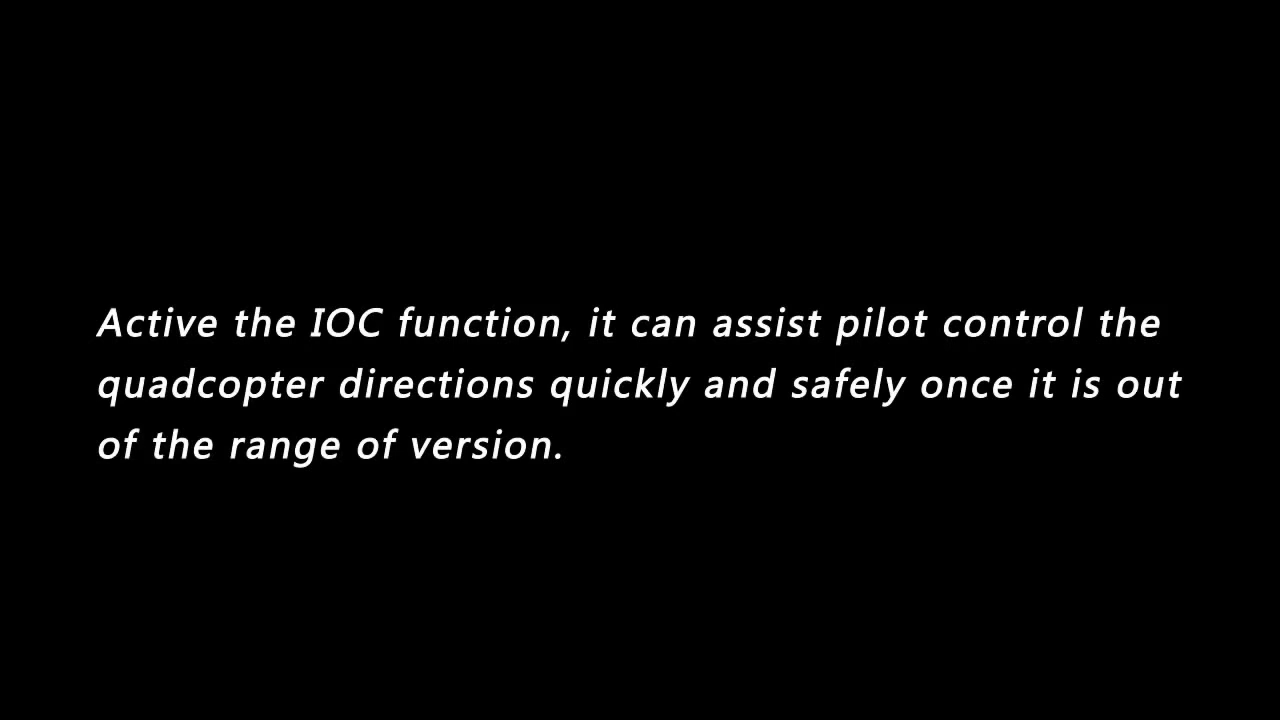 Active the IOC function, it can assist pilot control the
quadcopter directions quickly and safely once it is out
of the range of version.